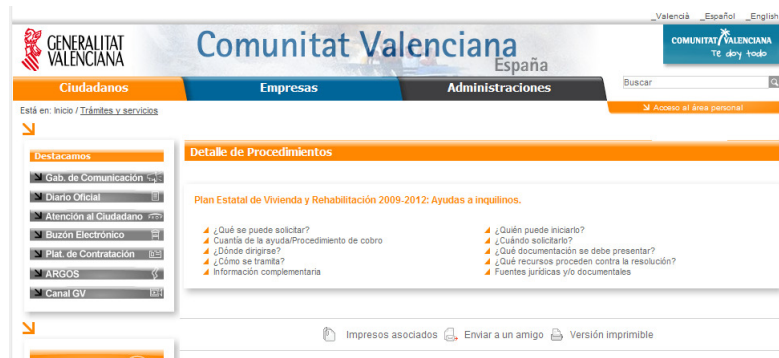 _Valencià _Español _English
GENERALITAT
VALENCIANA
Comunitat Valenciana
España
COMUNITAT VALENCIANA
Te doy todo
Ciudadanos
Empresas
Administraciones
Buscar
Está en: Inicio / Trámites y servicios
Acceso al área personal
Destacamos
Gab. de Comunicación
Diario Oficial
Atención al Ciudadano
Buzón Electrónico
Plat. de Contratación
ARGOS
Canal GV
Detalle de Procedimientos
Plan Estatal de Vivienda y Rehabilitación 2009-2012: Ayudas a inquilinos.
¿Qué se puede solicitar?
Cuantía de la ayuda/Procedimiento de cobro
¿Dónde dirigirse?
¿Cómo se tramita?
Información complementaria
¿Quién puede iniciarlo?
¿Cuándo solicitarlo?
¿Qué documentación se debe presentar?
¿Qué recursos proceden contra la resolución?
Fuentes jurídicas y/o documentales
Impresos asociados Enviar a un amigo Versión imprimible